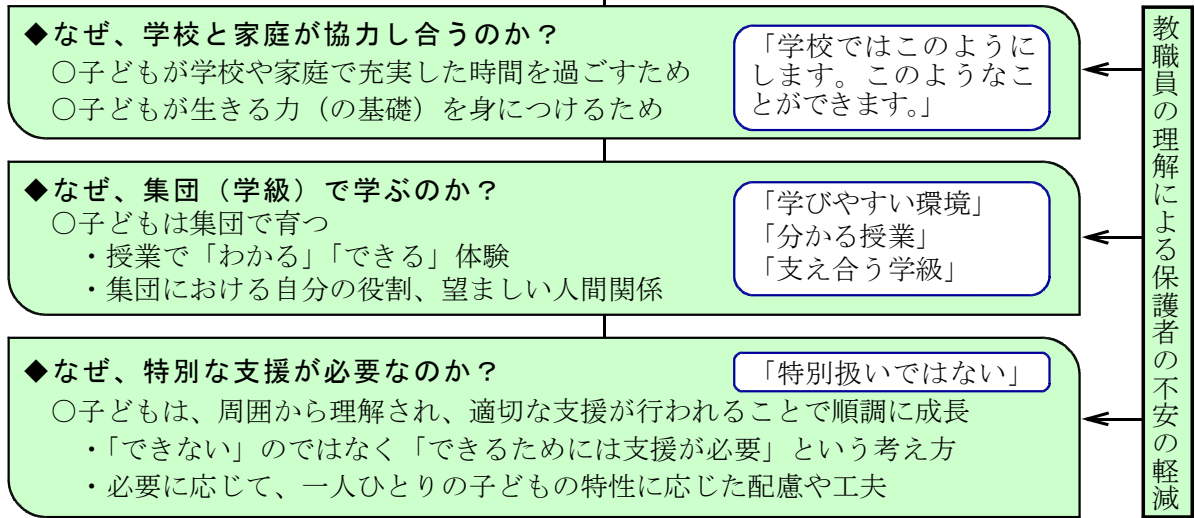 ◆なぜ、学校と家庭が協力し合うのか？
○子どもが学校や家庭で充実した時間を過ごすため
○子どもが生きる力（の基礎）を身につけるため
「学校ではこのように
します。このようなこ
とができます。」
◆なぜ、集団（学級）で学ぶのか？
○子どもは集団で育つ
・授業で「わかる」「できる」体験
・集団における自分の役割、望ましい人間関係
「学びやすい環境」
「分かる授業」
「支え合う学級」
◆なぜ、特別な支援が必要なのか？
「特別扱いではない」
○子どもは、周囲から理解され、適切な支援が行われることで順調に成長
・「できない」のではなく「できるためには支援が必要」という考え方
・必要に応じて、一人ひとりの子どもの特性に応じた配慮や工夫
教職員の理解による保護者の不安の軽減